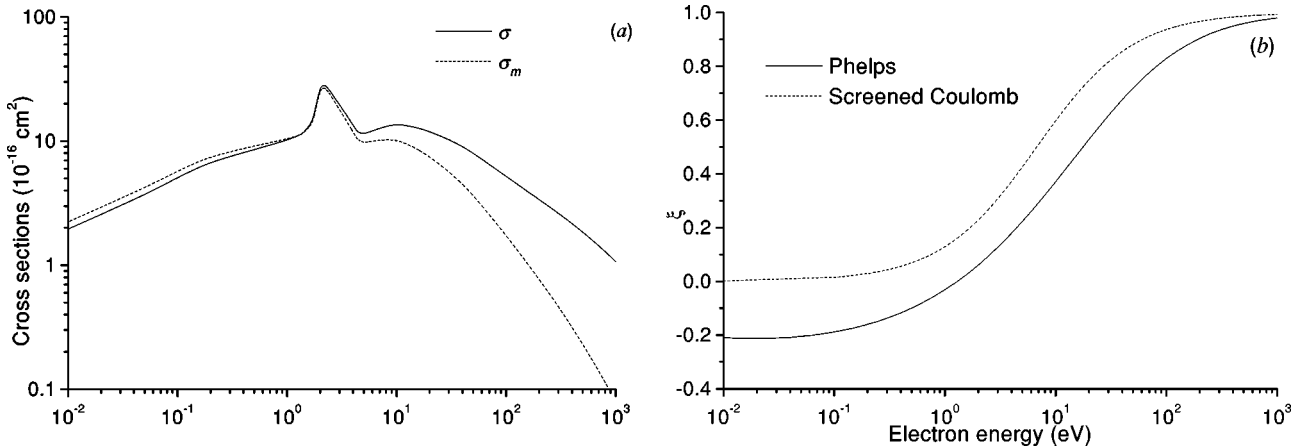 (a)
σ
σm
Cross sections (10-16 cm2)
100
10
1
0.1
10-2
10-1
100
101
102
103
(b)
Phelps
Screened Coulomb
ξ
1.0
0.8
0.6
0.4
0.2
0.0
-0.2
-0.4
10-2
10-1
100
101
102
103
Electron energy (eV)